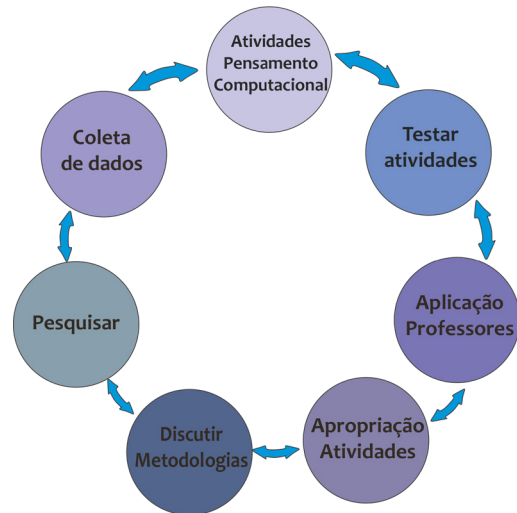 Atividades
Pensamento
Computacional
Testar
atividades
Aplicação
Professores
Apropriação
Atividades
Discutir
Metodologias
Pesquisar
Coleta
de dados